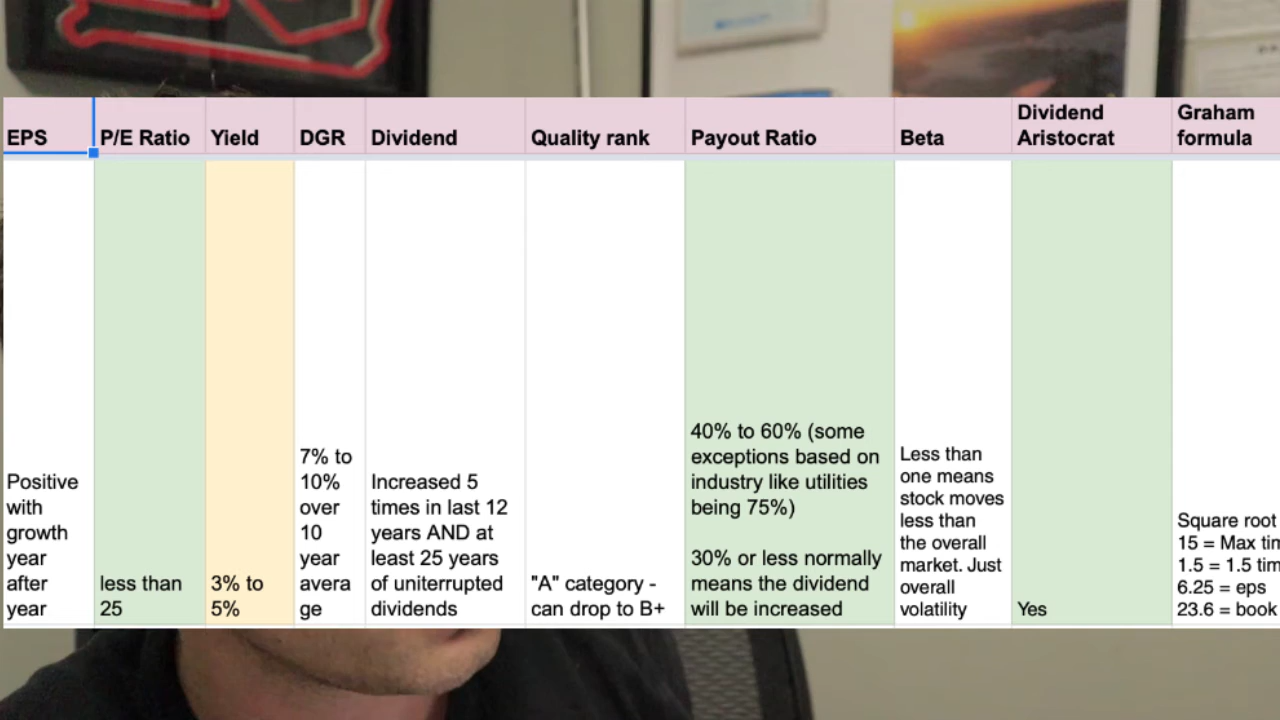 EPS
P/E Ratio
Yield
DGR
Dividend
Quality rank
Payout Ratio
Beta
Dividend
Aristocrat
Graham
formula
Positive
with
growth
year
after
year
less than
25
3% to
5%
7% to
10%
over
10
year
avera
ge
Increased 5
times in last 12
years AND at
least 25 years
of uniterrupted
dividends
"A" category -
can drop to B+
40% to 60% (some
exceptions based on
industry like utilities
being 75%)
30% or less normally
means the dividend
will be increased
Less than
one means
stock moves
less than
the overall
market. Just
overall
volatility
Yes
Square root
15 = Max tim
1.5 = 1.5 tim
6.25 = eps
23.6 = book